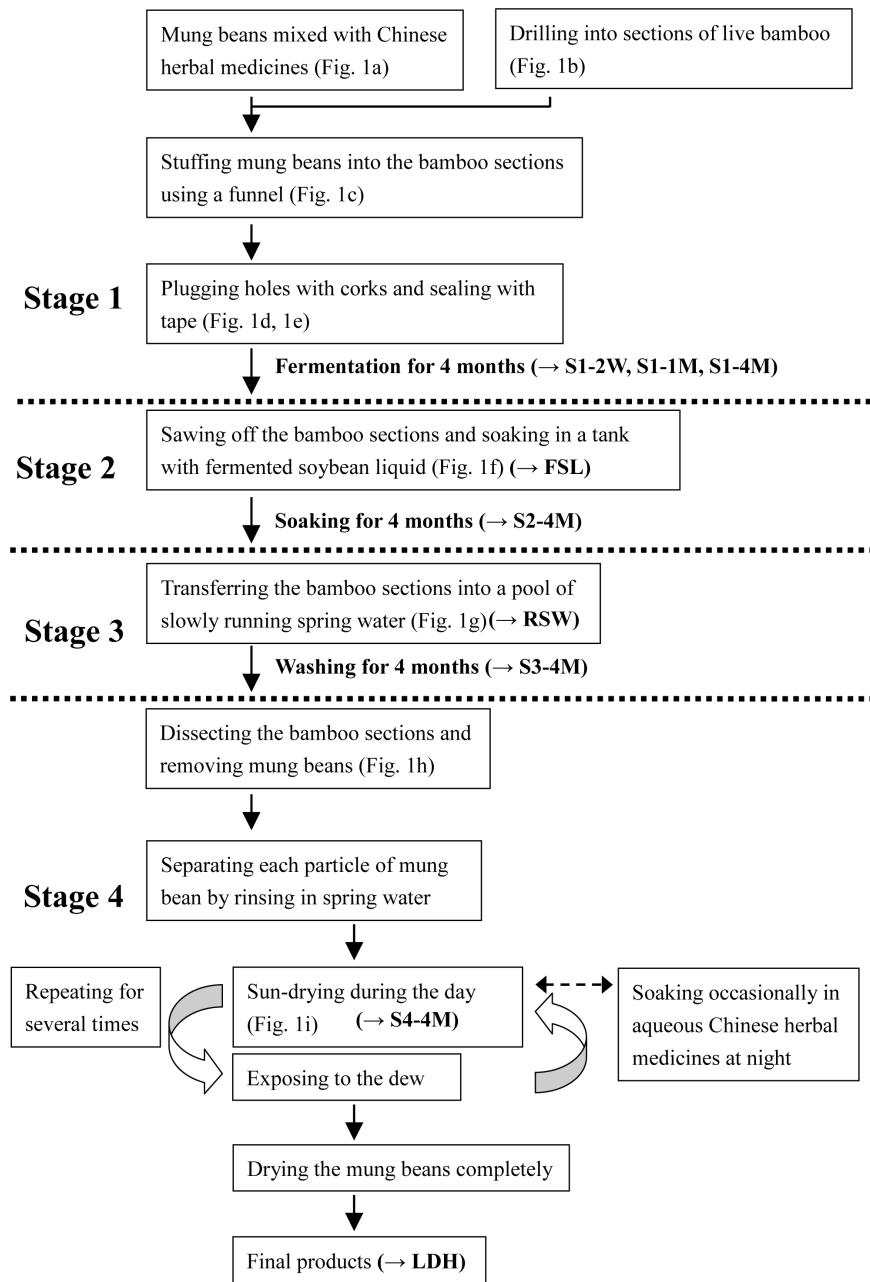 Mung beans mixed with Chinese
herbal medicines (Fig. 1a)
Drilling into sections of live bamboo
(Fig. 1b)
Stuffing mung beans into the bamboo sections
using a funnel (Fig. 1c)
Stage 1
Plugging holes with corks and sealing with
tape (Fig. 1d, 1e)
Fermentation for 4 months (→ S1-2W, S1-1M, S1-4M)
Stage 2
Sawing off the bamboo sections and soaking in a tank
with fermented soybean liquid (Fig. 1f) (→ FSL)
Soaking for 4 months (→ S2-4M)
Stage 3
Transferring the bamboo sections into a pool of
slowly running spring water (Fig. 1g)(→ RSW)
Washing for 4 months (→ S3-4M)
Dissecting the bamboo sections and
removing mung beans (Fig. 1h)
Stage 4
Separating each particle of mung
bean by rinsing in spring water
Repeating for
several times
Sun-drying during the day
(Fig. 1i) (→ S4-4M)
Soaking occasionally in
aqueous Chinese herbal
medicines at night
Exposing to the dew
Drying the mung beans completely
Final products (→ LDH)